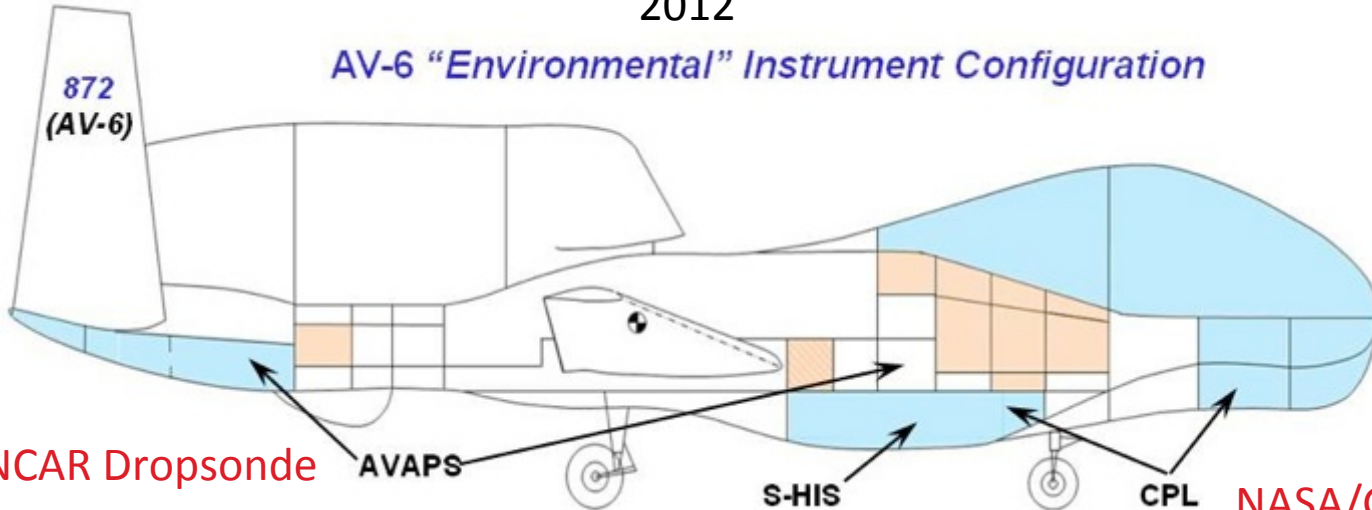 2012
AV-6 “Environmental” Instrument Configuration
872
(AV-6)
NCAR Dropsonde
AVAPS
S-HIS
CPL